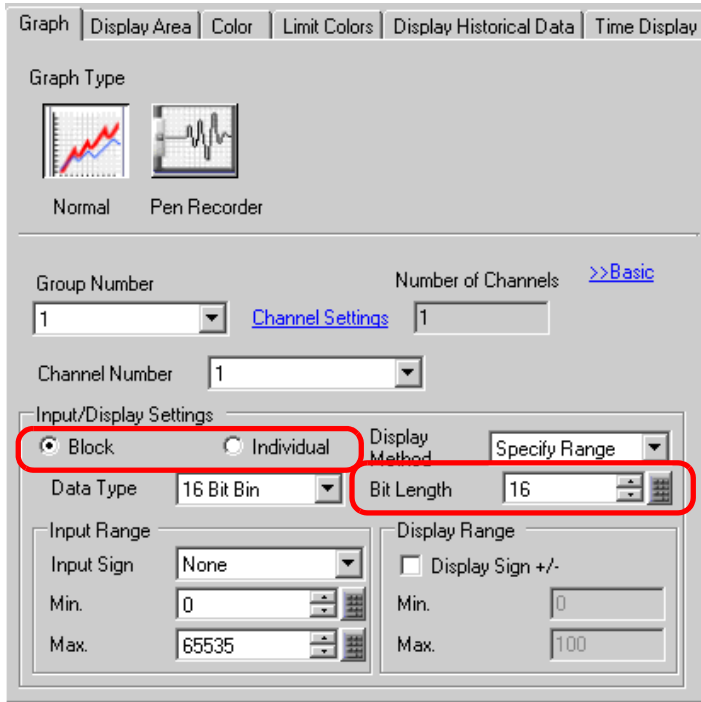 Graph Display Area Color Limit Colors Display Historical Data Time Display
Graph Type
Normal Pen Recorder
Group Number Number of Channels >>Basic
1 Channel Settings 1
Channel Number 1
Input/Display Settings
Block Individual Display Method Specify Range
Data Type 16 Bit Bin Bit Length 16
Input Range Display Range
Input Sign None Display Sign +/-
Min. 0 Min. 0
Max. 65535 Max. 100